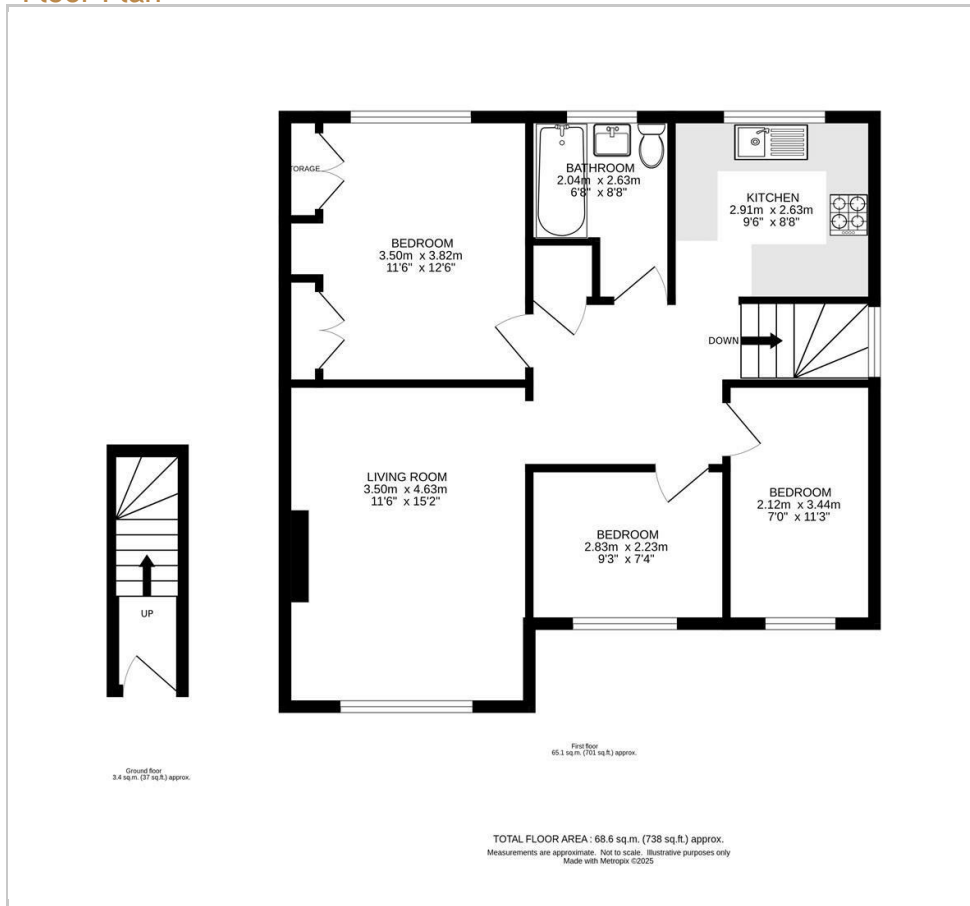 BATHROOM
2.04m x 2.63m
6'8" x 8'8"
KITCHEN
2.91m x 2.63m
9'6" x 8'8"
BEDROOM
3.50m x 3.82m
11'6" x 12'6"
DOWN
LIVING ROOM
3.50m x 4.63m
11'6" x 15'2"
BEDROOM
2.12m x 3.44m
7'0" x 11'3"
BEDROOM
2.83m x 2.23m
9'3" x 7'4"
UP
First floor
65.1 sq.m. (701 sq.ft.) approx.
Ground floor
3.4 sq.m. (37 sq.ft.) approx.
TOTAL FLOOR AREA : 68.6 sq.m. (738 sq.ft.) approx.
Measurements are approximate. Not to scale. Illustrative purposes only
Made with Metropix ©2025